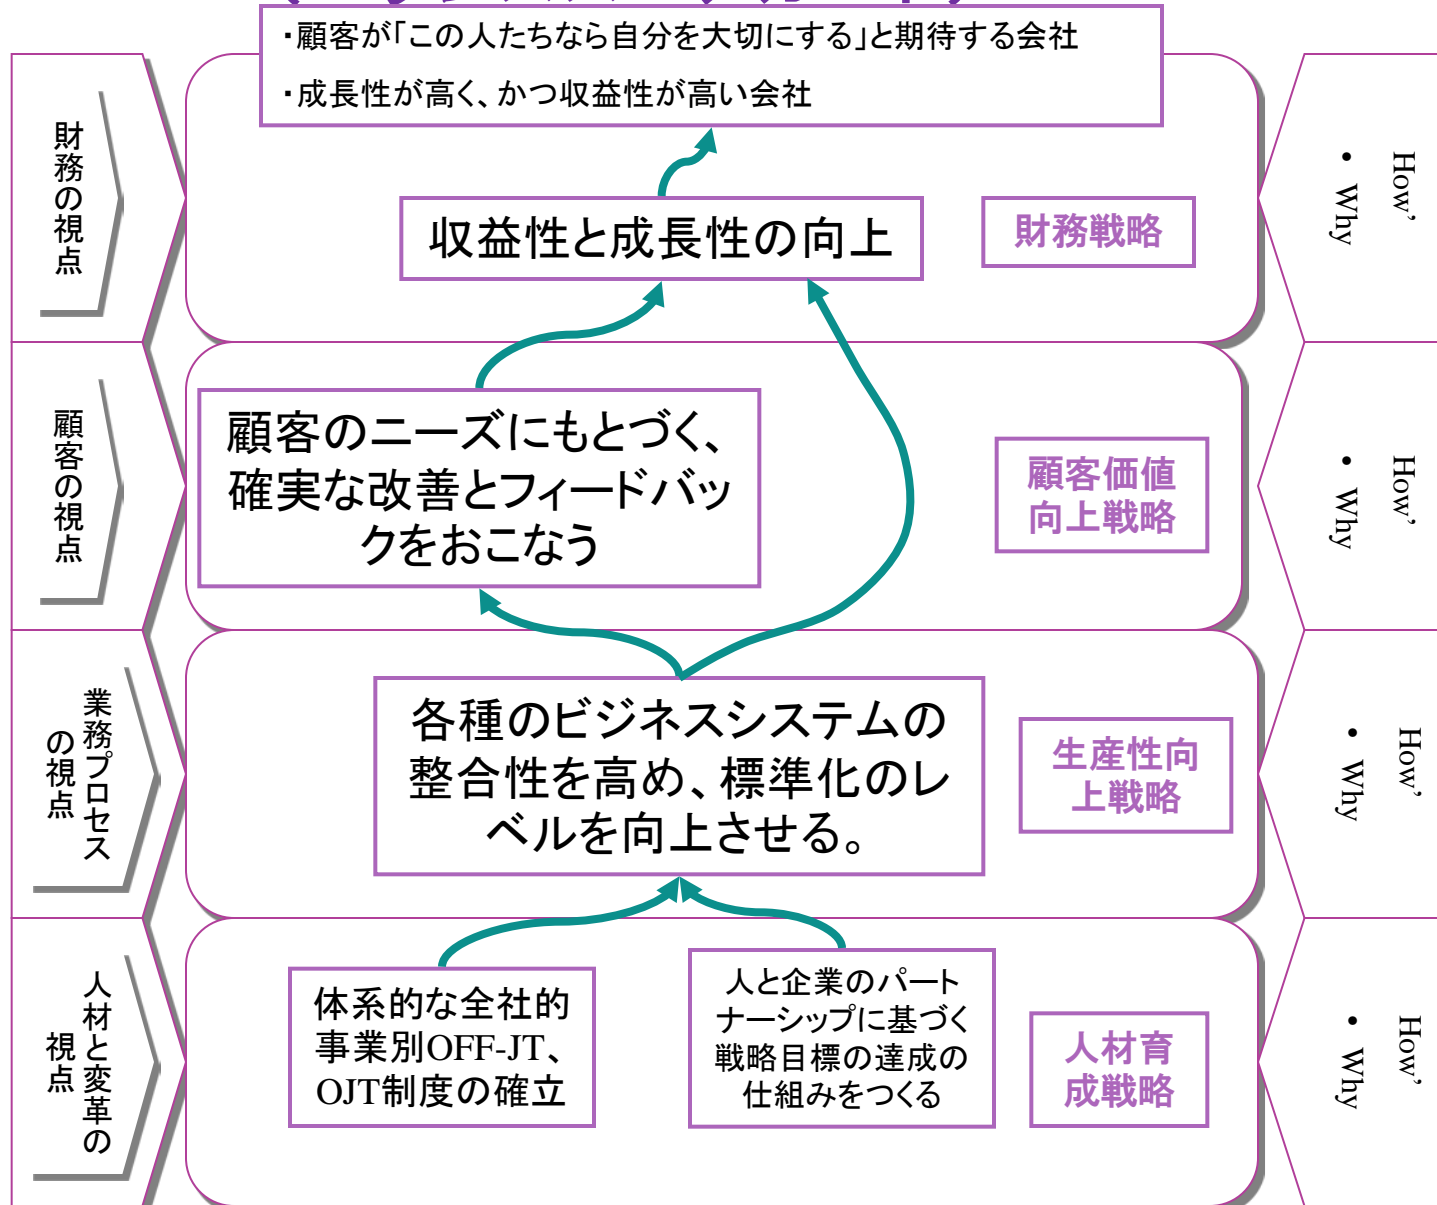 ・顧客が「この人たちなら自分を大切にする」と期待する会社
・成長性が高く、かつ収益性が高い会社
財務の視点
収益性と成長性の向上
財務戦略
How’
• Why
顧客の視点
顧客のニーズにもとづく、
確実な改善とフィードバッ
クをおこなう
顧客価値
向上戦略
How’
• Why
業務プロセス
の視点
各種のビジネスシステムの
整合性を高め、標準化のレ
ベルを向上させる。
生産性向
上戦略
How’
• Why
人材と変革の
視点
体系的な全社的
事業別OFF-JT、
OJT制度の確立
人と企業のパート
ナーシップに基づく
戦略目標の達成の
仕組みをつくる
人材育
成戦略
How’
• Why